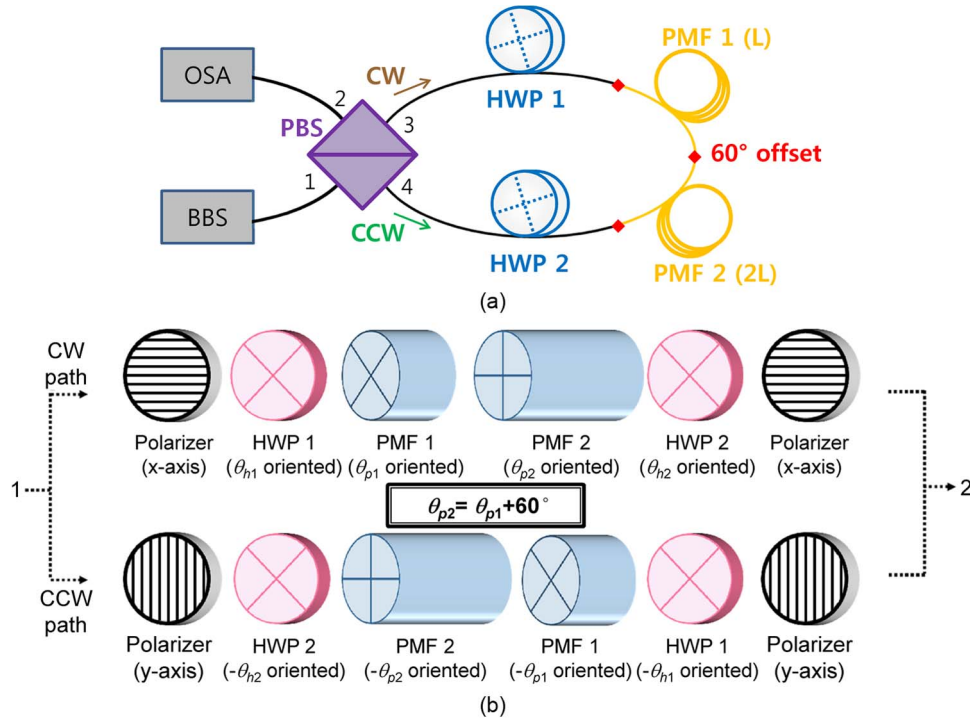 OSA
BBS
PBS
1
2
3
4
CW
CCW
HWP 1
HWP 2
PMF 1 (L)
60° offset
PMF 2 (2L)
(a)
CW path
Polarizer (x-axis)
HWP 1 (θh1 oriented)
PMF 1 (θp1 oriented)
PMF 2 (θp2 oriented)
HWP 2 (θh2 oriented)
Polarizer (x-axis)
1
θp2= θp1+60°
2
CCW path
Polarizer (y-axis)
HWP 2 (-θh2 oriented)
PMF 2 (-θp2 oriented)
PMF 1 (-θp1 oriented)
HWP 1 (-θh1 oriented)
Polarizer (y-axis)
(b)